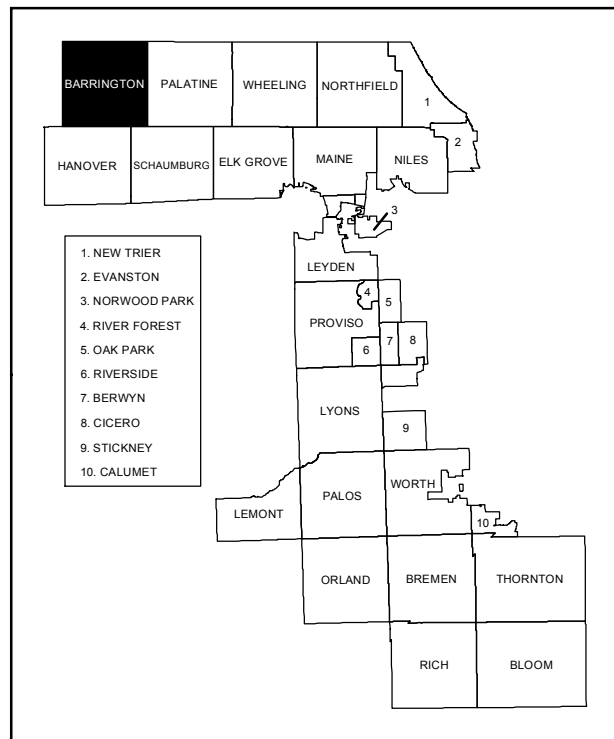 BARRINGTON
PALATINE
WHEELING
NORTHFIELD
1
2
HANOVER
SCHAUMBURG
ELK GROVE
MAINE
NILES
3
1. NEW TRIER
2. EVANSTON
3. NORWOOD PARK
4. RIVER FOREST
5. OAK PARK
6. RIVERSIDE
7. BERWYN
8. CICERO
9. STICKNEY
10. CALUMET
LEYDEN
4
5
PROVISO
6
7
8
LYONS
9
WORTH
PALOS
LEMONT
10
ORLAND
BREMEN
THORNTON
RICH
BLOOM